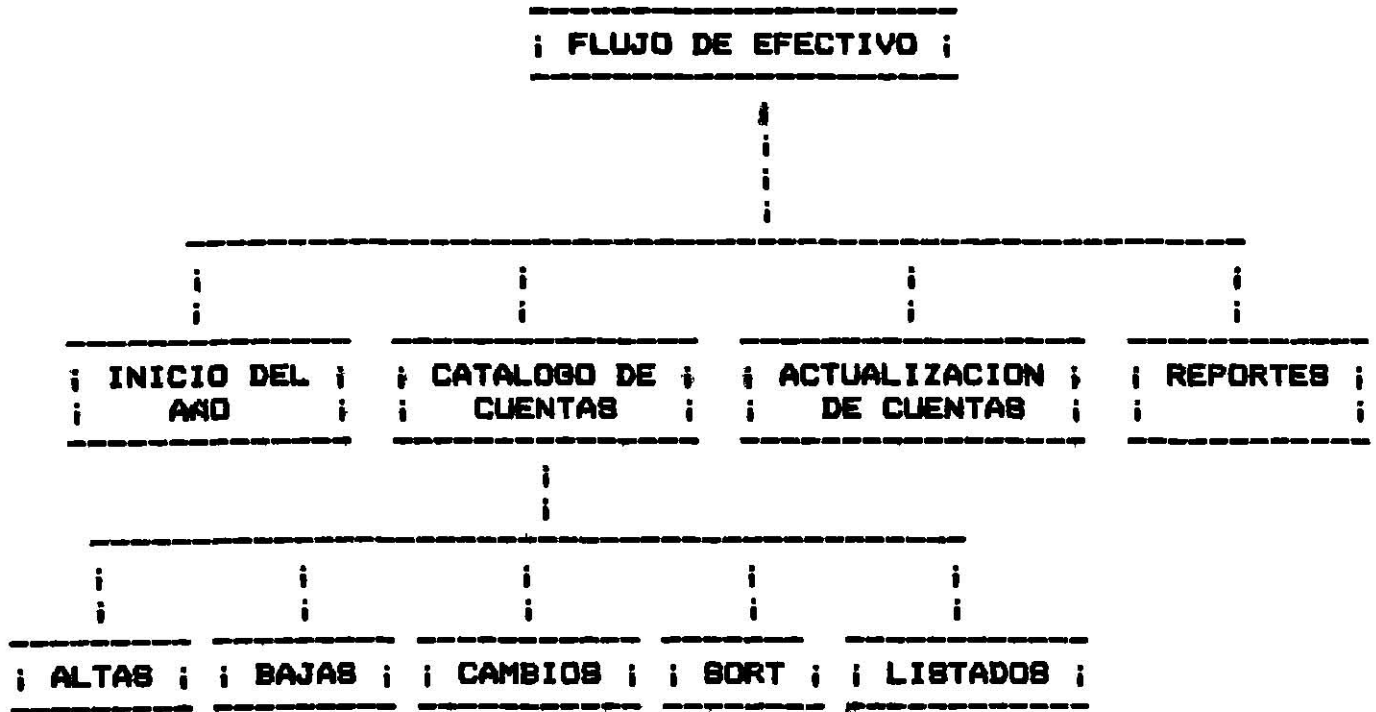 FLUJO DE EFECTIVO
INICIO DEL
AÑO
CATALOGO DE
CUENTAS
ACTUALIZACION
DE CUENTAS
REPORTES
ALTAS
BAJAS
CAMBIOS
SORT
LISTADOS